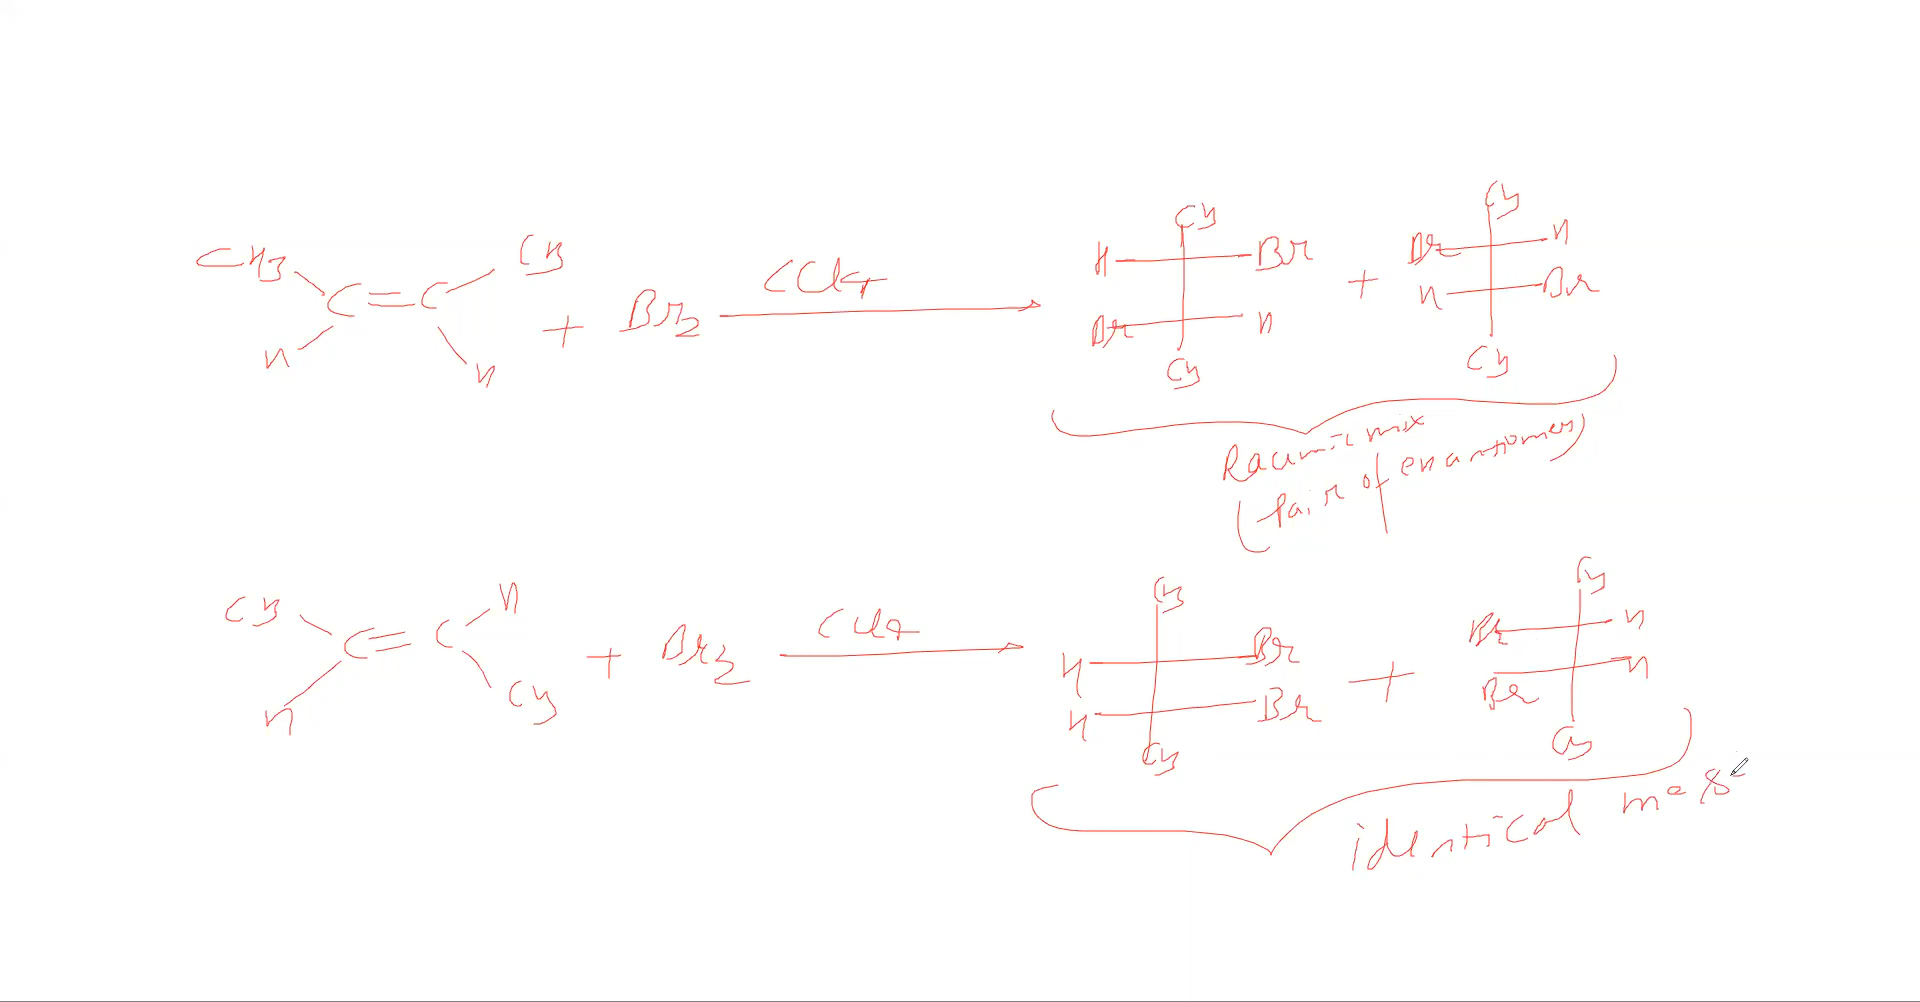 CH3 CH3
C=C + Br2 CCl4
H H
CH3 CH3
H Br + Br H
Br H H Br
CH3 CH3
Racemic mix
(Pair of enantiomers)
CH3 H
C=C + Br2 CCl4
H CH3
CH3 CH3
H Br + Br H
H Br Br H
CH3 CH3
identical